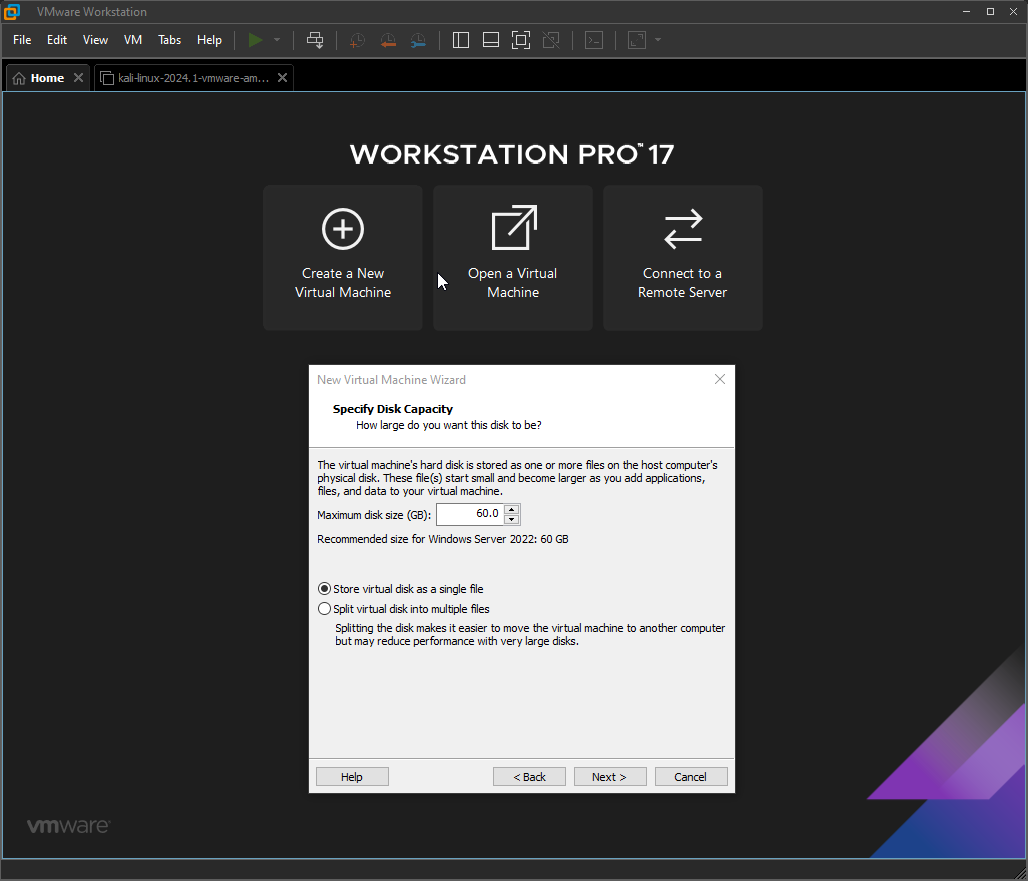 VMware Workstation
File Edit View VM Tabs Help
Home
kali-linux-2024.1-vmware-am...
WORKSTATION PRO™ 17
Create a New
Virtual Machine
Open a Virtual
Machine
Connect to a
Remote Server
New Virtual Machine Wizard
Specify Disk Capacity
How large do you want this disk to be?
The virtual machine's hard disk is stored as one or more files on the host computer's
physical disk. These file(s) start small and become larger as you add applications,
files, and data to your virtual machine.
Maximum disk size (GB): 60.0
Recommended size for Windows Server 2022: 60 GB
Store virtual disk as a single file
Split virtual disk into multiple files
Splitting the disk makes it easier to move the virtual machine to another computer
but may reduce performance with very large disks.
Help < Back Next > Cancel
vmware